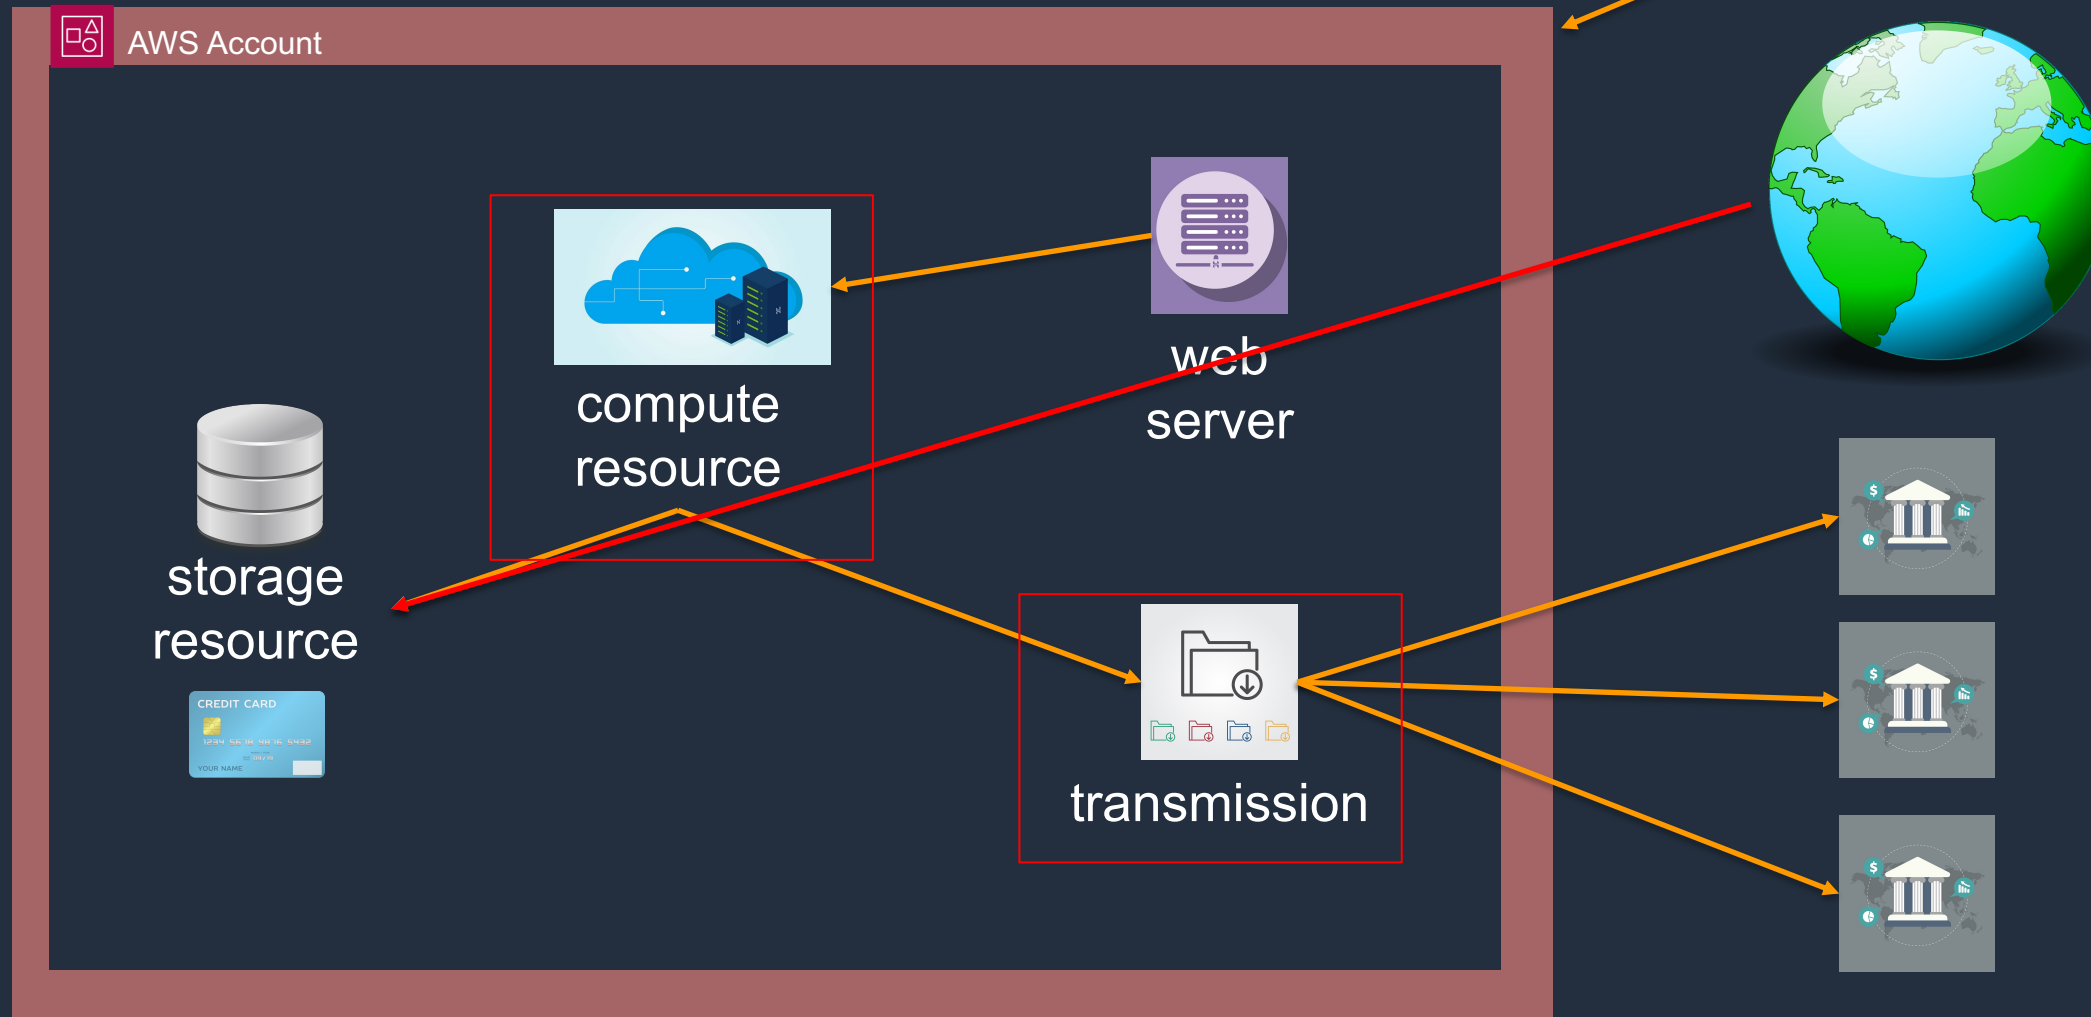 AWS Account
compute
resource
web
server
storage
resource
CREDIT CARD
YOUR NAME
transmission